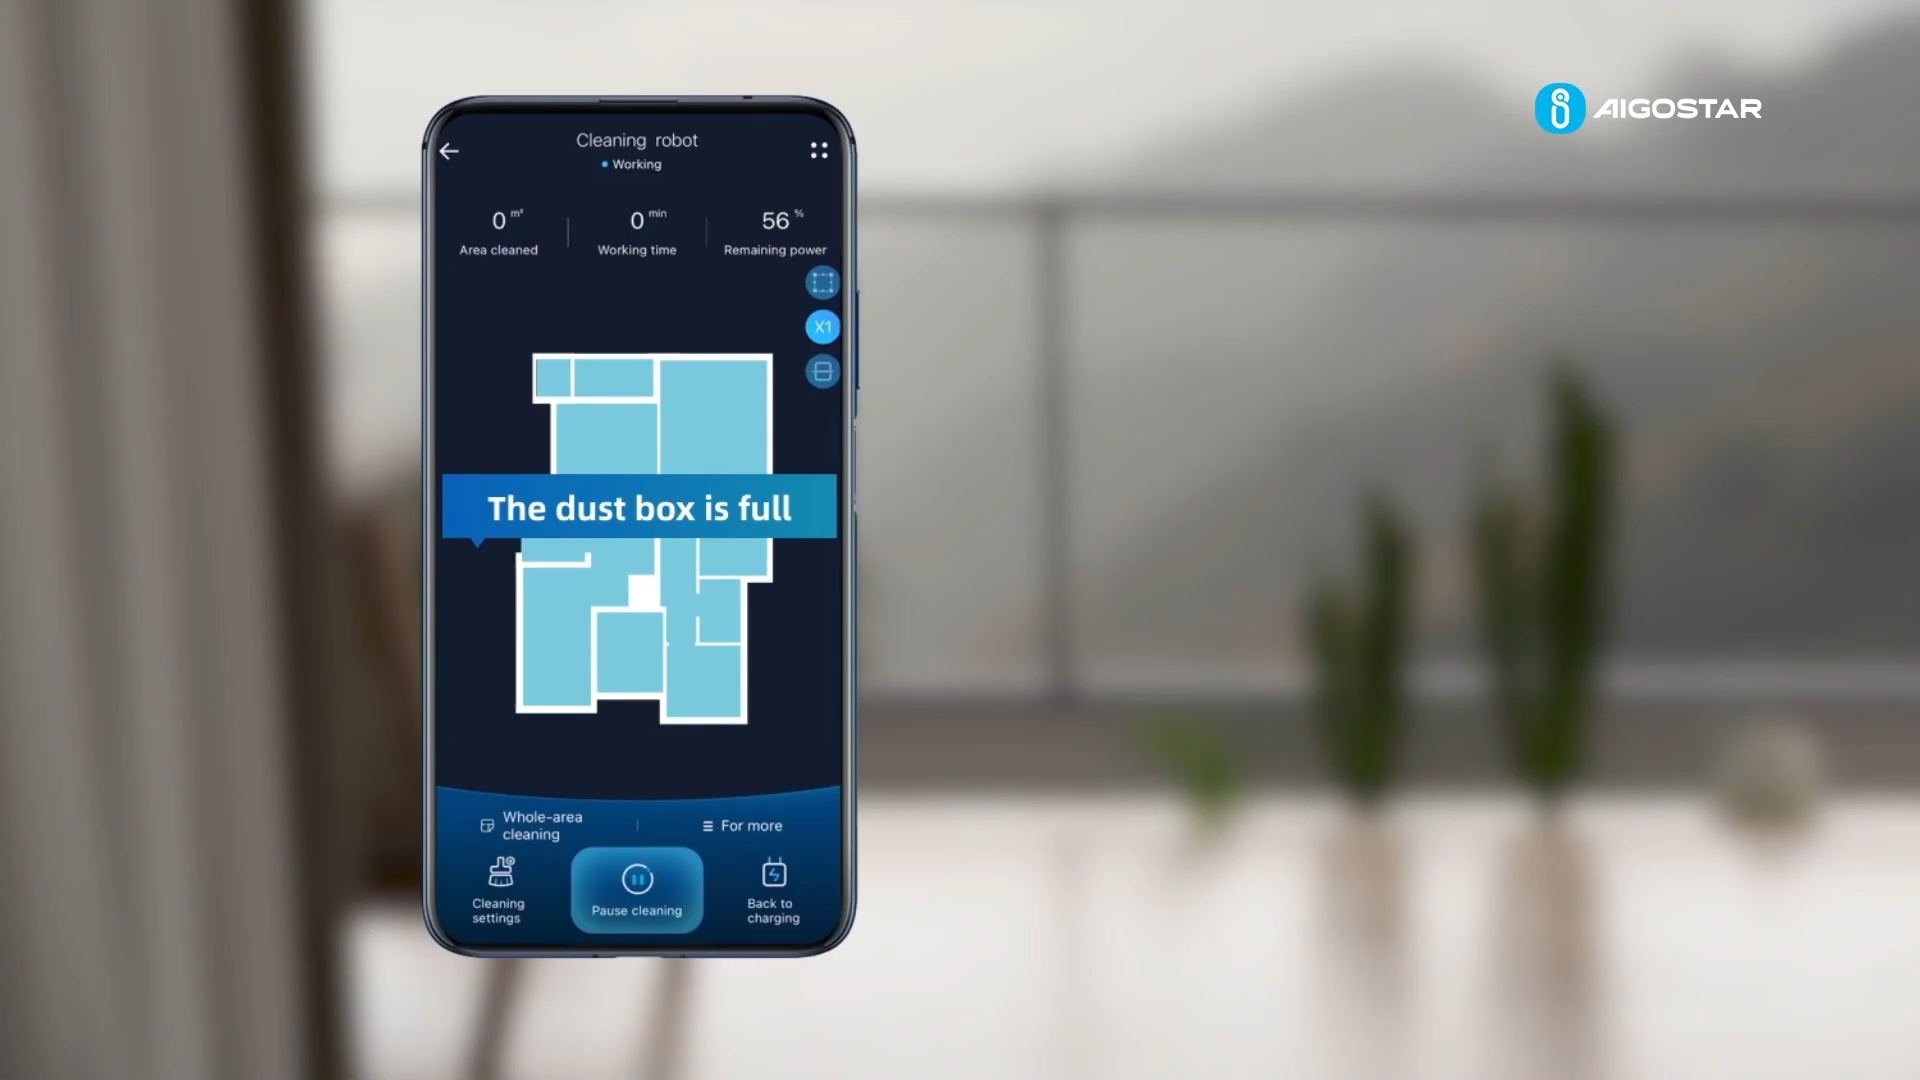 AIGOSTAR
Cleaning robot
Working
0 m²
0 min
56 %
Area cleaned
Working time
Remaining power
X1
The dust box is full
Whole-area
cleaning
For more
Cleaning
settings
Pause cleaning
Back to
charging